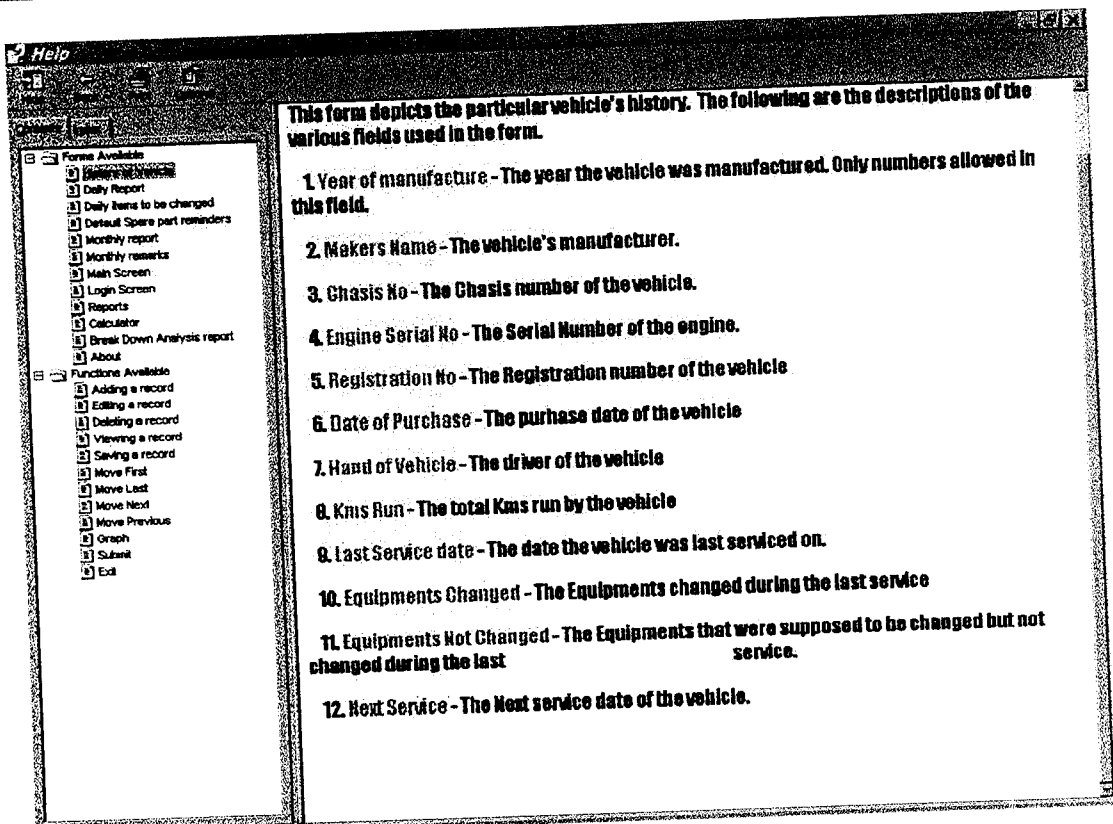 Help
Forms Available
Daily Report
Daily items to be changed
Default Spare part reminders
Monthly report
Monthly remarks
Main Screen
Login Screen
Reports
Calculator
Break Down Analysis report
About
Functions Available
Adding a record
Editing a record
Deleting a record
Viewing a record
Saving a record
Move First
Move Last
Move Next
Move Previous
Graph
Submit
Exit
This form depicts the particular vehicle's history. The following are the descriptions of the
various fields used in the form.
1. Year of manufacture - The year the vehicle was manufactured. Only numbers allowed in
this field.
2. Makers Name - The vehicle's manufacturer.
3. Chasis No - The Chasis number of the vehicle.
4. Engine Serial No - The Serial Number of the engine.
5. Registration No - The Registration number of the vehicle
6. Date of Purchase - The purhase date of the vehicle
7. Hand of Vehicle - The driver of the vehicle
8. Kms Run - The total Kms run by the vehicle
9. Last Service date - The date the vehicle was last serviced on.
10. Equipments Changed - The Equipments changed during the last service
11. Equipments Not Changed - The Equipments that were supposed to be changed but not
changed during the last service.
12. Next Service - The Next service date of the vehicle.